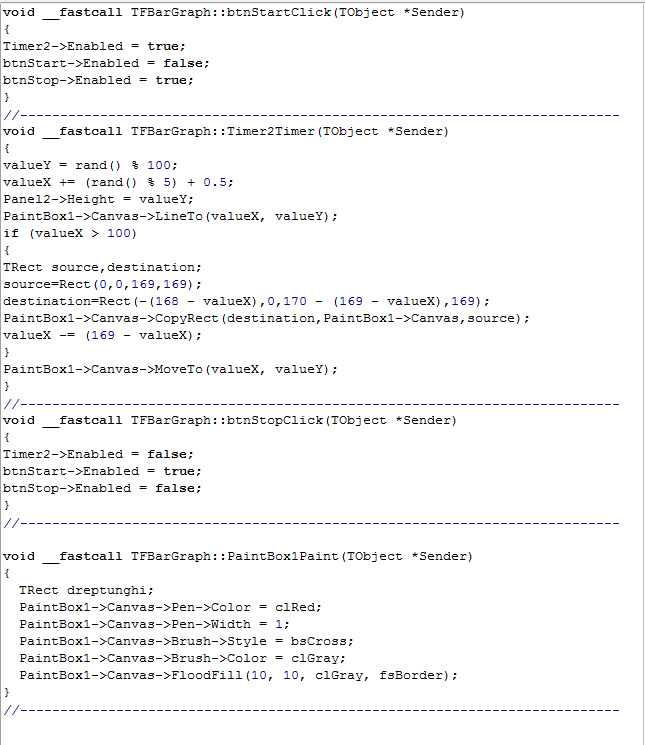 void __fastcall TFBarGraph::btnStartClick(TObject *Sender)
{
Timer2->Enabled = true;
btnStart->Enabled = false;
btnStop->Enabled = true;
}
//---------------------------------------------------------------------------
void __fastcall TFBarGraph::Timer2Timer(TObject *Sender)
{
valueY = rand() % 100;
valueX += (rand() % 5) + 0.5;
Panel2->Height = valueY;
PaintBox1->Canvas->LineTo(valueX, valueY);
if (valueX > 100)
{
TRect source,destination;
source=Rect(0,0,169,169);
destination=Rect(-(168 - valueX),0,170 - (169 - valueX),169);
PaintBox1->Canvas->CopyRect(destination,PaintBox1->Canvas,source);
valueX -= (169 - valueX);
}
PaintBox1->Canvas->MoveTo(valueX, valueY);
}
//---------------------------------------------------------------------------
void __fastcall TFBarGraph::btnStopClick(TObject *Sender)
{
Timer2->Enabled = false;
btnStart->Enabled = true;
btnStop->Enabled = false;
}
//---------------------------------------------------------------------------
void __fastcall TFBarGraph::PaintBox1Paint(TObject *Sender)
{
  TRect dreptunghi;
  PaintBox1->Canvas->Pen->Color = clRed;
  PaintBox1->Canvas->Pen->Width = 1;
  PaintBox1->Canvas->Brush->Style = bsCross;
  PaintBox1->Canvas->Brush->Color = clGray;
  PaintBox1->Canvas->FloodFill(10, 10, clGray, fsBorder);
}
//---------------------------------------------------------------------------